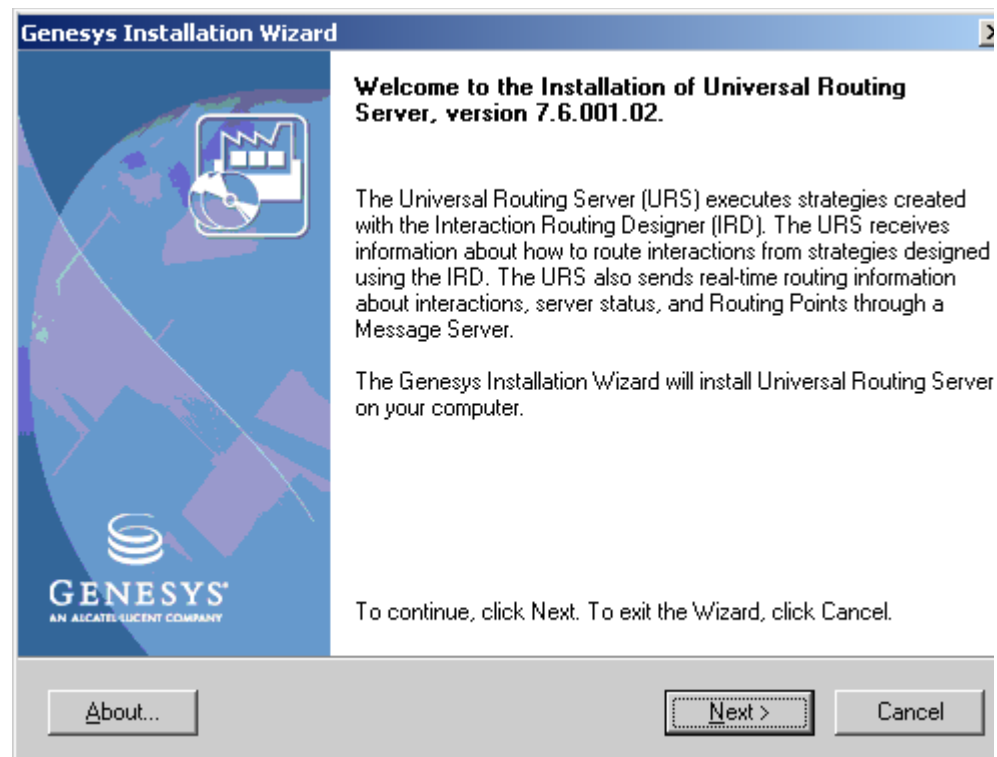 Genesys Installation Wizard
Welcome to the Installation of Universal Routing
Server, version 7.6.001.02.
The Universal Routing Server (URS) executes strategies created
with the Interaction Routing Designer (IRD). The URS receives
information about how to route interactions from strategies designed
using the IRD. The URS also sends real-time routing information
about interactions, server status, and Routing Points through a
Message Server.
The Genesys Installation Wizard will install Universal Routing Server
on your computer.
GENESYS
AN ALCATEL-LUCENT COMPANY
To continue, click Next. To exit the Wizard, click Cancel.
About...
Next >
Cancel